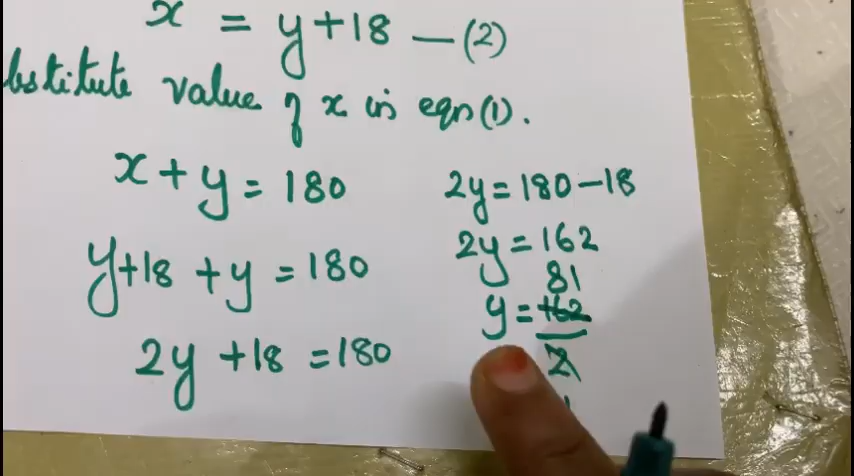 x = y+18 —(2)
bstitute value of x in eqn(1).
x + y = 180
y+18 + y = 180
2y +18 = 180
2y = 180 – 18
2y = 162
81
y = 162
2
1